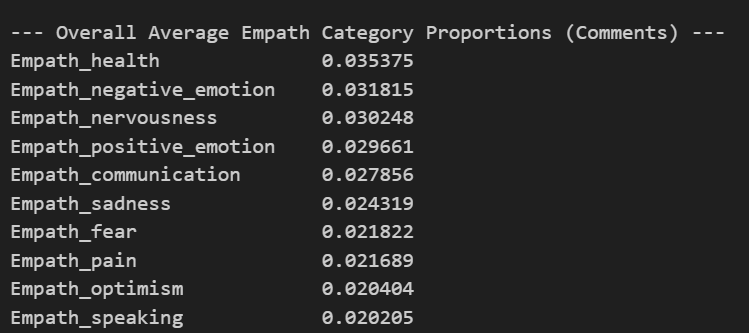 --- Overall Average Empath Category Proportions (Comments) ---
Empath_health 0.035375
Empath_negative_emotion 0.031815
Empath_nervousness 0.030248
Empath_positive_emotion 0.029661
Empath_communication 0.027856
Empath_sadness 0.024319
Empath_fear 0.021822
Empath_pain 0.021689
Empath_optimism 0.020404
Empath_speaking 0.020205